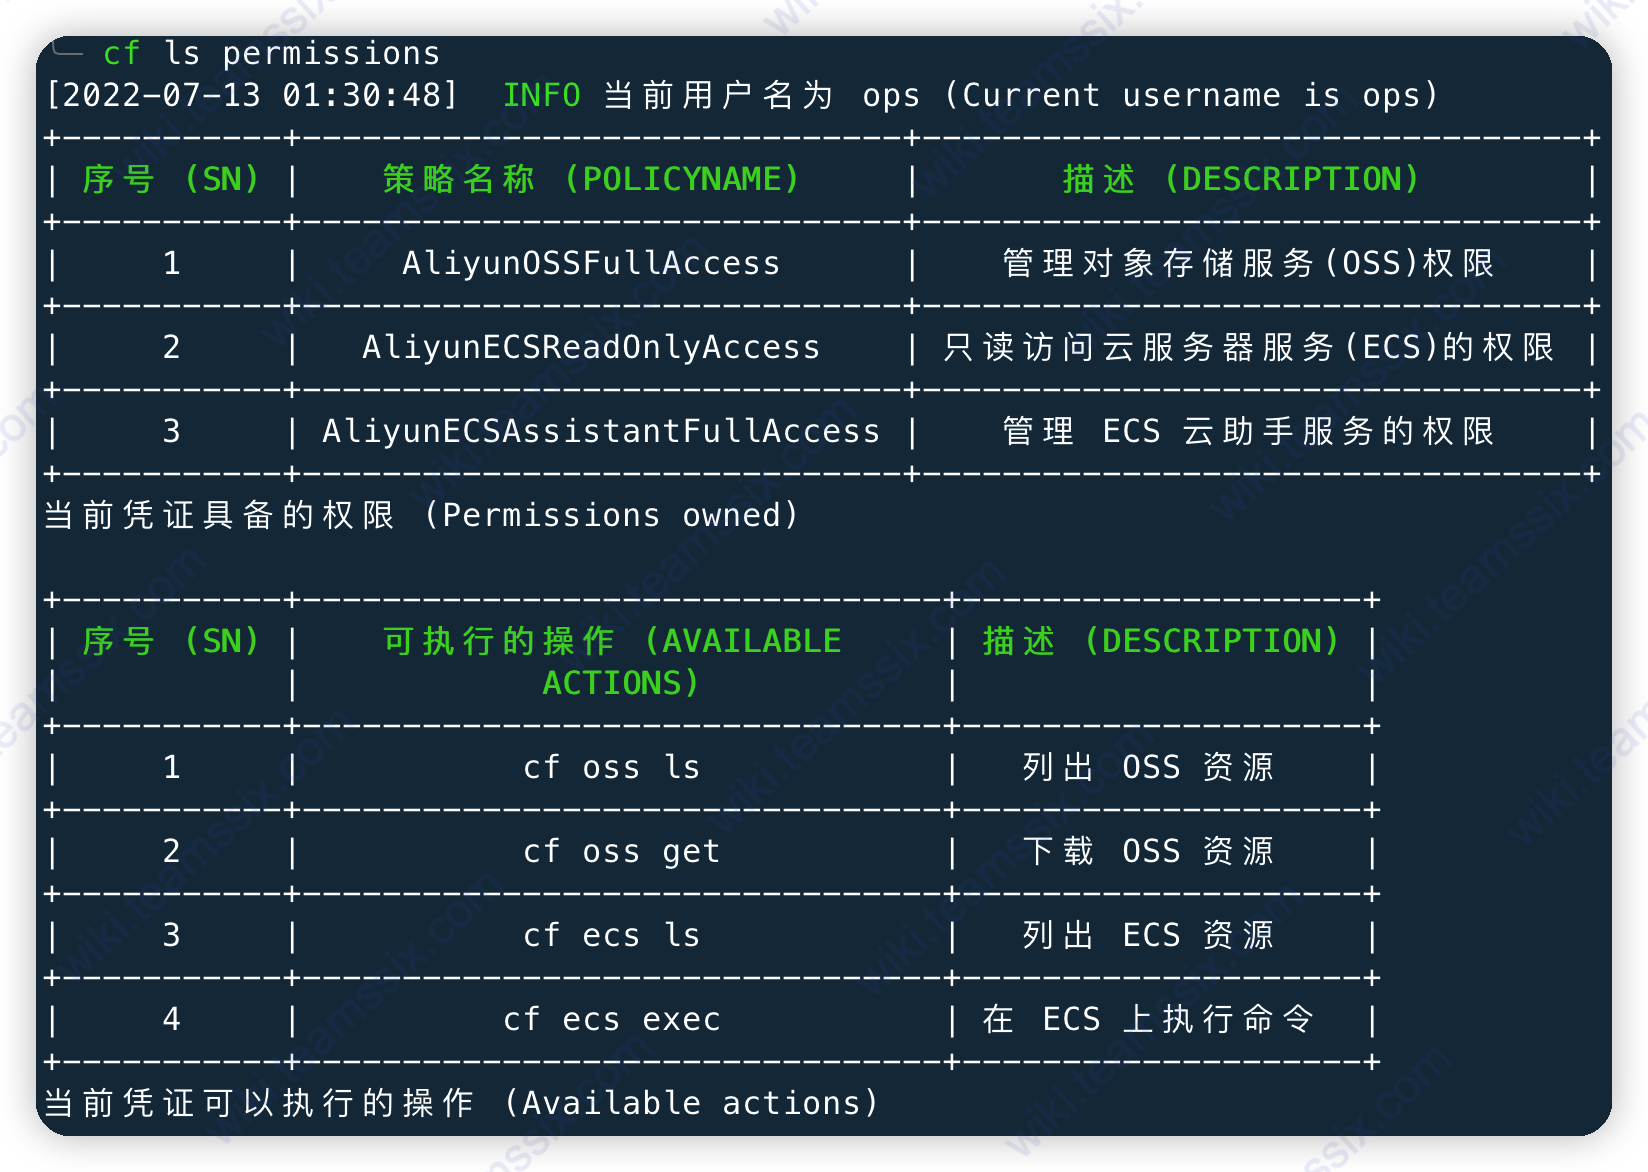 cf ls permissions
[2022-07-13 01:30:48] INFO 当前用户名为 ops (Current username is ops)
序号 (SN) | 策略名称 (POLICYNAME) | 描述 (DESCRIPTION)
1 | AliyunOSSFullAccess | 管理对象存储服务(OSS)权限
2 | AliyunECSReadOnlyAccess | 只读访问云服务器服务(ECS)的权限
3 | AliyunECSAssistantFullAccess | 管理 ECS 云助手服务的权限
当前凭证具备的权限 (Permissions owned)
序号 (SN) | 可执行的操作 (AVAILABLE | 描述 (DESCRIPTION)
ACTIONS)
1 | cf oss ls | 列出 OSS 资源
2 | cf oss get | 下载 OSS 资源
3 | cf ecs ls | 列出 ECS 资源
4 | cf ecs exec | 在 ECS 上执行命令
当前凭证可以执行的操作 (Available actions)
wiki.teamssix.com